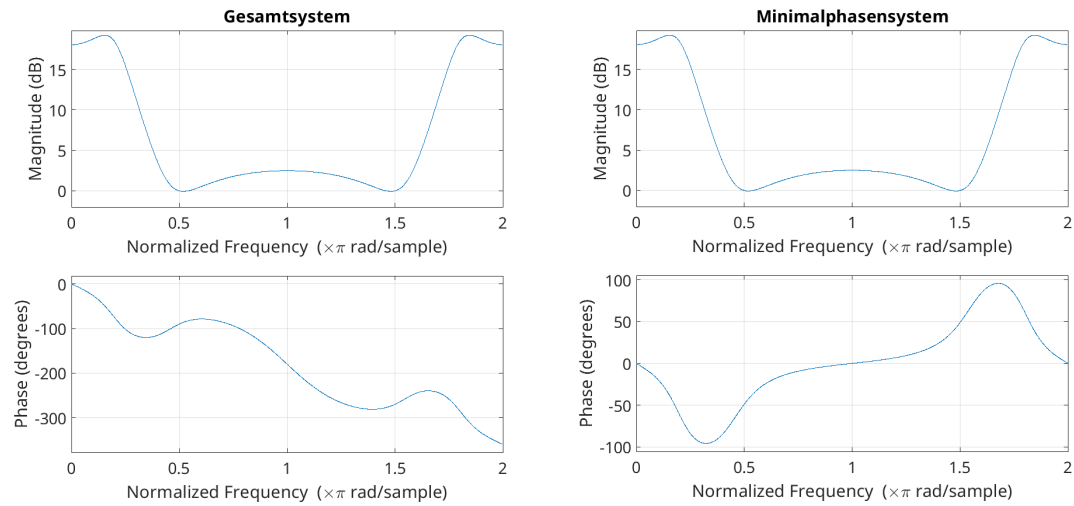 Gesamtsystem
Magnitude (dB)
15
10
5
0
0 0.5 1 1.5 2
Normalized Frequency (×π rad/sample)
Minimalphasensystem
Magnitude (dB)
15
10
5
0
0 0.5 1 1.5 2
Normalized Frequency (×π rad/sample)
Phase (degrees)
0
-100
-200
-300
0 0.5 1 1.5 2
Normalized Frequency (×π rad/sample)
Phase (degrees)
100
50
0
-50
-100
0 0.5 1 1.5 2
Normalized Frequency (×π rad/sample)